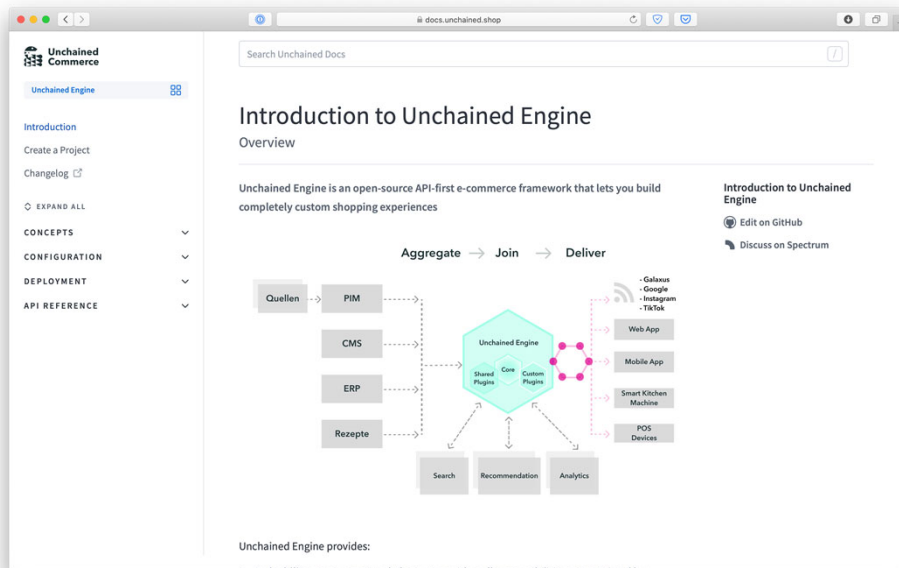 docs.unchained.shop
Unchained
Commerce
Unchained Engine
Introduction
Create a Project
Changelog
EXPAND ALL
CONCEPTS
CONFIGURATION
DEPLOYMENT
API REFERENCE
Search Unchained Docs
/
Introduction to Unchained Engine
Overview
Unchained Engine is an open-source API-first e-commerce framework that lets you build
completely custom shopping experiences
Aggregate → Join → Deliver
Quellen
PIM
CMS
ERP
Rezepte
Unchained Engine
Shared
Plugins
Core
Custom
Plugins
- Galaxus
- Google
- Instagram
- TikTok
Web App
Mobile App
Smart Kitchen
Machine
POS
Devices
Search
Recommendation
Analytics
Unchained Engine provides:
Introduction to Unchained
Engine
Edit on GitHub
Discuss on Spectrum